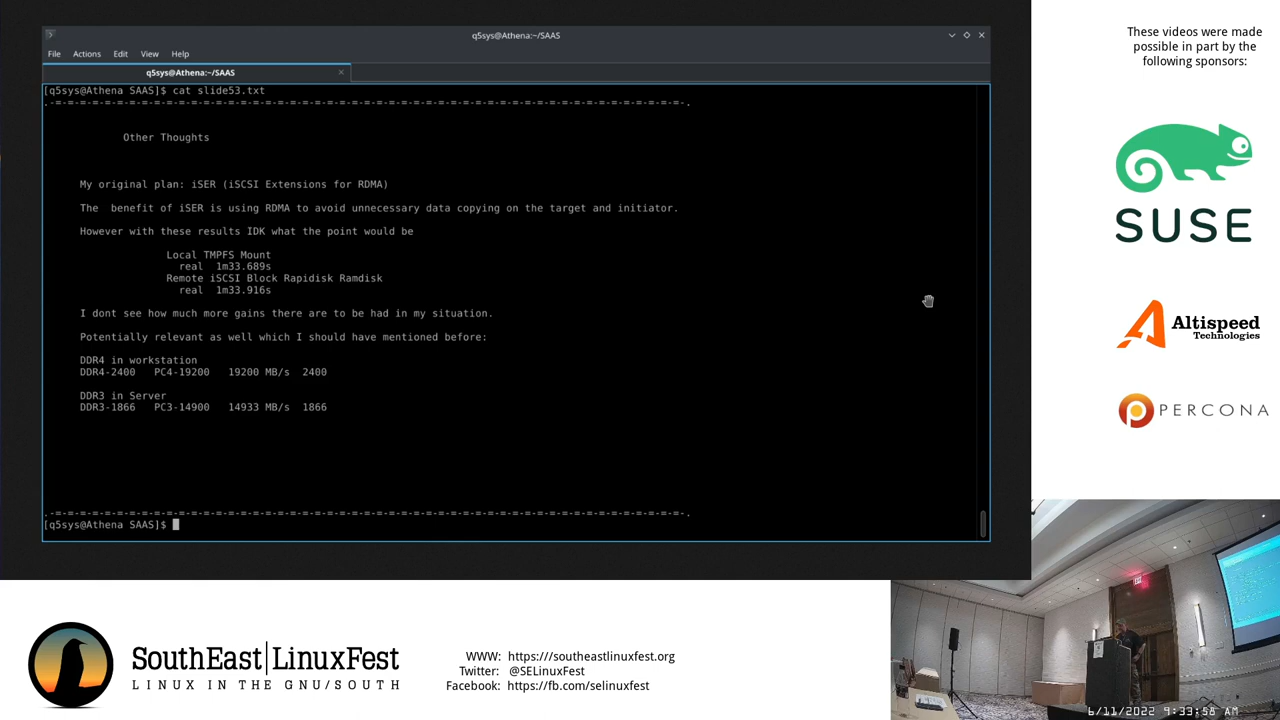 q5sys@Athena:~/SAAS
File Actions Edit View Help
q5sys@Athena:~/SAAS
[q5sys@Athena SAAS]$ cat slide53.txt
Other Thoughts
My original plan: iSER (iSCSI Extensions for RDMA)
The  benefit of iSER is using RDMA to avoid unnecessary data copying on the target and initiator.
However with these results IDK what the point would be
Local TMPFS Mount
real  1m33.689s
Remote iSCSI Block Rapidisk Ramdisk
real  1m33.916s
I dont see how much more gains there are to be had in my situation.
Potentially relevant as well which I should have mentioned before:
DDR4 in workstation
DDR4-2400   PC4-19200   19200 MB/s  2400
DDR3 in Server
DDR3-1866   PC3-14900   14933 MB/s  1866
[q5sys@Athena SAAS]$
These videos were made
possible in part by the
following sponsors:
SUSE
Altispeed
Technologies
PERCONA
SouthEast|LinuxFest
LINUX IN THE GNU/SOUTH
WWW: https:///southeastlinuxfest.org
Twitter: @SELinuxFest
Facebook: https://fb.com/selinuxfest
6/11/2022 9:33:58 AM